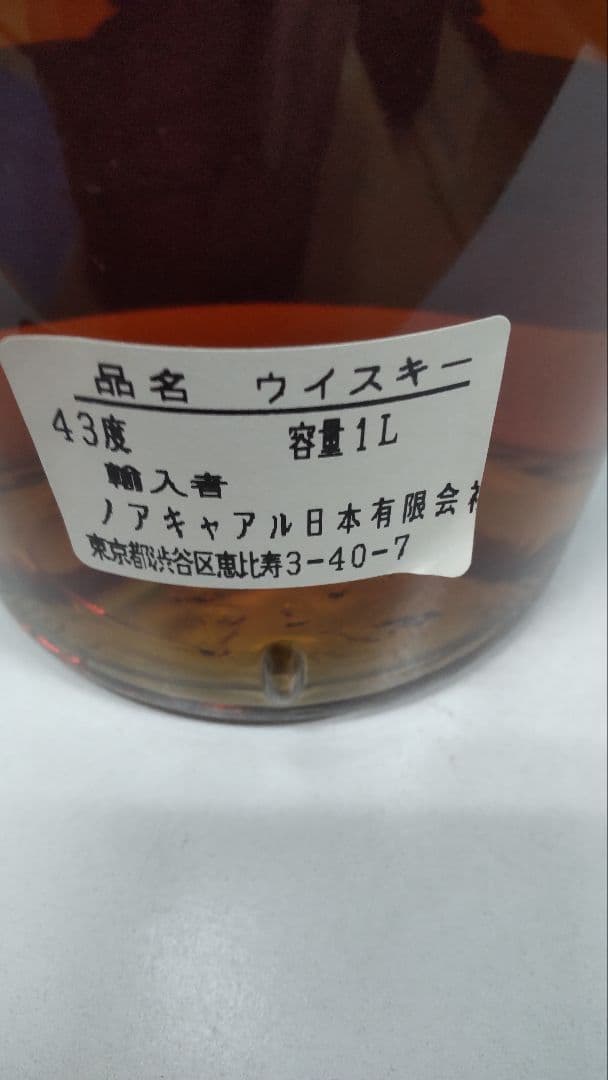 品名 ウイスキー
43度 容量1L
輸入者
ノアキャアル日本有限会社
東京都渋谷区恵比寿3-40-7